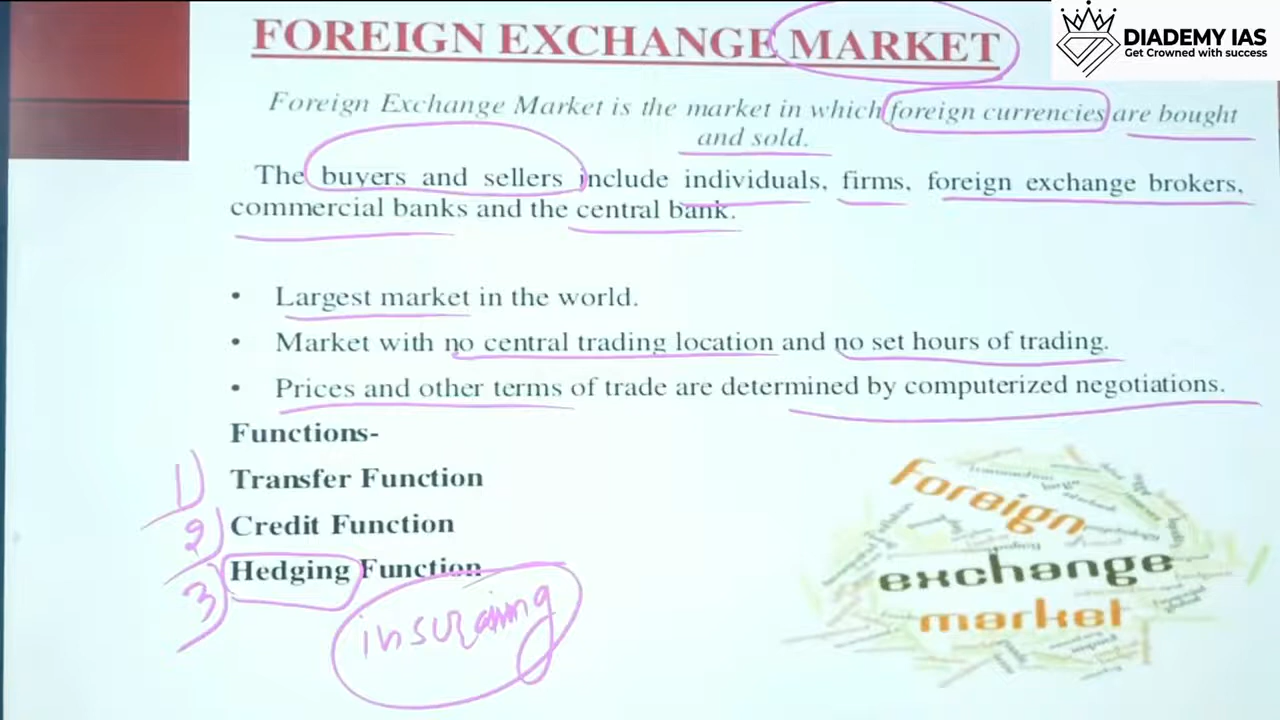 FOREIGN EXCHANGE MARKET
DIADEMY IAS
Get Crowned with success
Foreign Exchange Market is the market in which foreign currencies are bought
and sold.
The buyers and sellers include individuals, firms, foreign exchange brokers,
commercial banks and the central bank.
• Largest market in the world.
• Market with no central trading location and no set hours of trading.
• Prices and other terms of trade are determined by computerized negotiations.
Functions-
1) Transfer Function
2) Credit Function
3) Hedging Function
insuraing
foreign
exchange
market